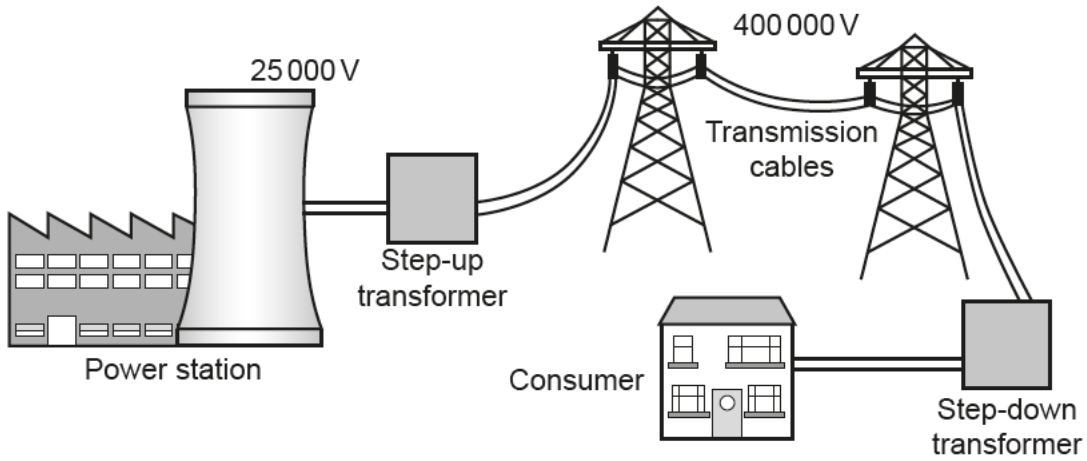 25 000 V
400 000 V
Transmission
cables
Step-up
transformer
Power station
Consumer
Step-down
transformer